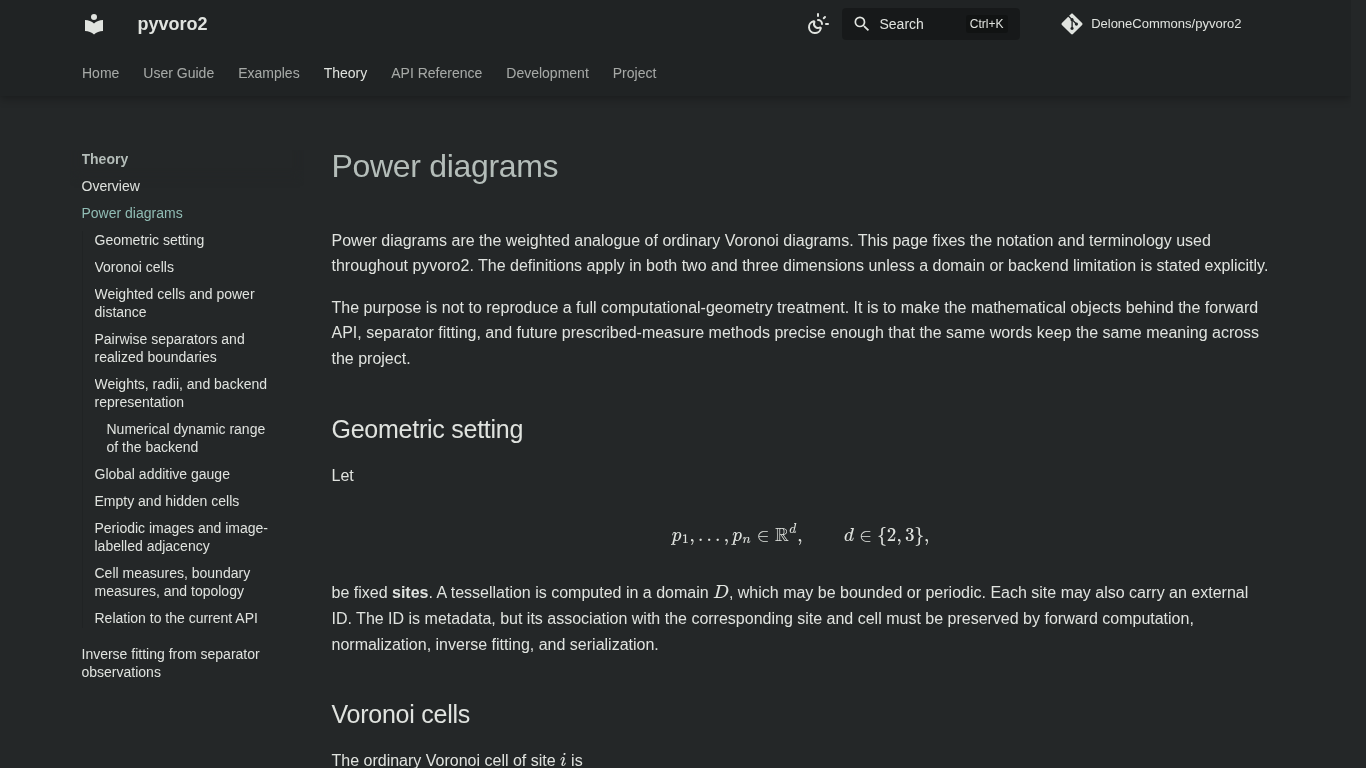 pyvoro2
Search Ctrl+K
DeloneCommons/pyvoro2
Home User Guide Examples Theory API Reference Development Project
Theory
Overview
Power diagrams
Geometric setting
Voronoi cells
Weighted cells and power
distance
Pairwise separators and
realized boundaries
Weights, radii, and backend
representation
Numerical dynamic range
of the backend
Global additive gauge
Empty and hidden cells
Periodic images and image-
labelled adjacency
Cell measures, boundary
measures, and topology
Relation to the current API
Inverse fitting from separator
observations
Power diagrams
Power diagrams are the weighted analogue of ordinary Voronoi diagrams. This page fixes the notation and terminology used
throughout pyvoro2. The definitions apply in both two and three dimensions unless a domain or backend limitation is stated explicitly.
The purpose is not to reproduce a full computational-geometry treatment. It is to make the mathematical objects behind the forward
API, separator fitting, and future prescribed-measure methods precise enough that the same words keep the same meaning across
the project.
Geometric setting
Let
p₁, …, pₙ ∈ ℝᵈ, d ∈ {2, 3},
be fixed sites. A tessellation is computed in a domain D, which may be bounded or periodic. Each site may also carry an external
ID. The ID is metadata, but its association with the corresponding site and cell must be preserved by forward computation,
normalization, inverse fitting, and serialization.
Voronoi cells
The ordinary Voronoi cell of site i is